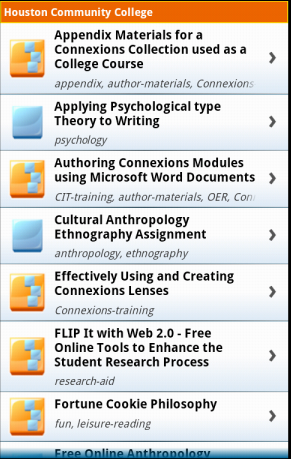 Houston Community College
Appendix Materials for a
Connexions Collection used as a
College Course
appendix, author-materials, Connexions
Applying Psychological type
Theory to Writing
psychology
Authoring Connexions Modules
using Microsoft Word Documents
CIT-training, author-materials, OER, Con
Cultural Anthropology
Ethnography Assignment
anthropology, ethnography
Effectively Using and Creating
Connexions Lenses
Connexions-training
FLIP It with Web 2.0 - Free
Online Tools to Enhance the
Student Research Process
research-aid
Fortune Cookie Philosophy
fun, leisure-reading
Free Online Anthropology